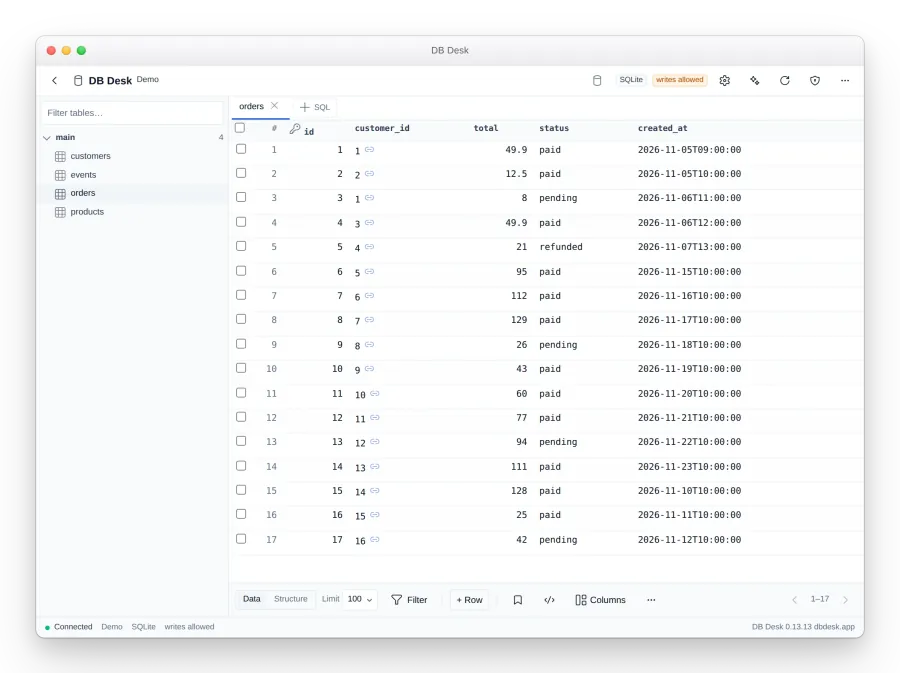 DB Desk
DB Desk Demo SQLite writes allowed
Filter tables…
main 4
customers
events
orders
products
orders SQL
# id customer_id total status created_at
1 1 1 49.9 paid 2026-11-05T09:00:00
2 2 2 12.5 paid 2026-11-05T10:00:00
3 3 1 8 pending 2026-11-06T11:00:00
4 4 3 49.9 paid 2026-11-06T12:00:00
5 5 4 21 refunded 2026-11-07T13:00:00
6 6 5 95 paid 2026-11-15T10:00:00
7 7 6 112 paid 2026-11-16T10:00:00
8 8 7 129 paid 2026-11-17T10:00:00
9 9 8 26 pending 2026-11-18T10:00:00
10 10 9 43 paid 2026-11-19T10:00:00
11 11 10 60 paid 2026-11-20T10:00:00
12 12 11 77 paid 2026-11-21T10:00:00
13 13 12 94 pending 2026-11-22T10:00:00
14 14 13 111 paid 2026-11-23T10:00:00
15 15 14 128 paid 2026-11-10T10:00:00
16 16 15 25 paid 2026-11-11T10:00:00
17 17 16 42 pending 2026-11-12T10:00:00
Data Structure Limit 100 Filter + Row </> Columns ··· 1–17
Connected Demo SQLite writes allowed DB Desk 0.13.13 dbdesk.app